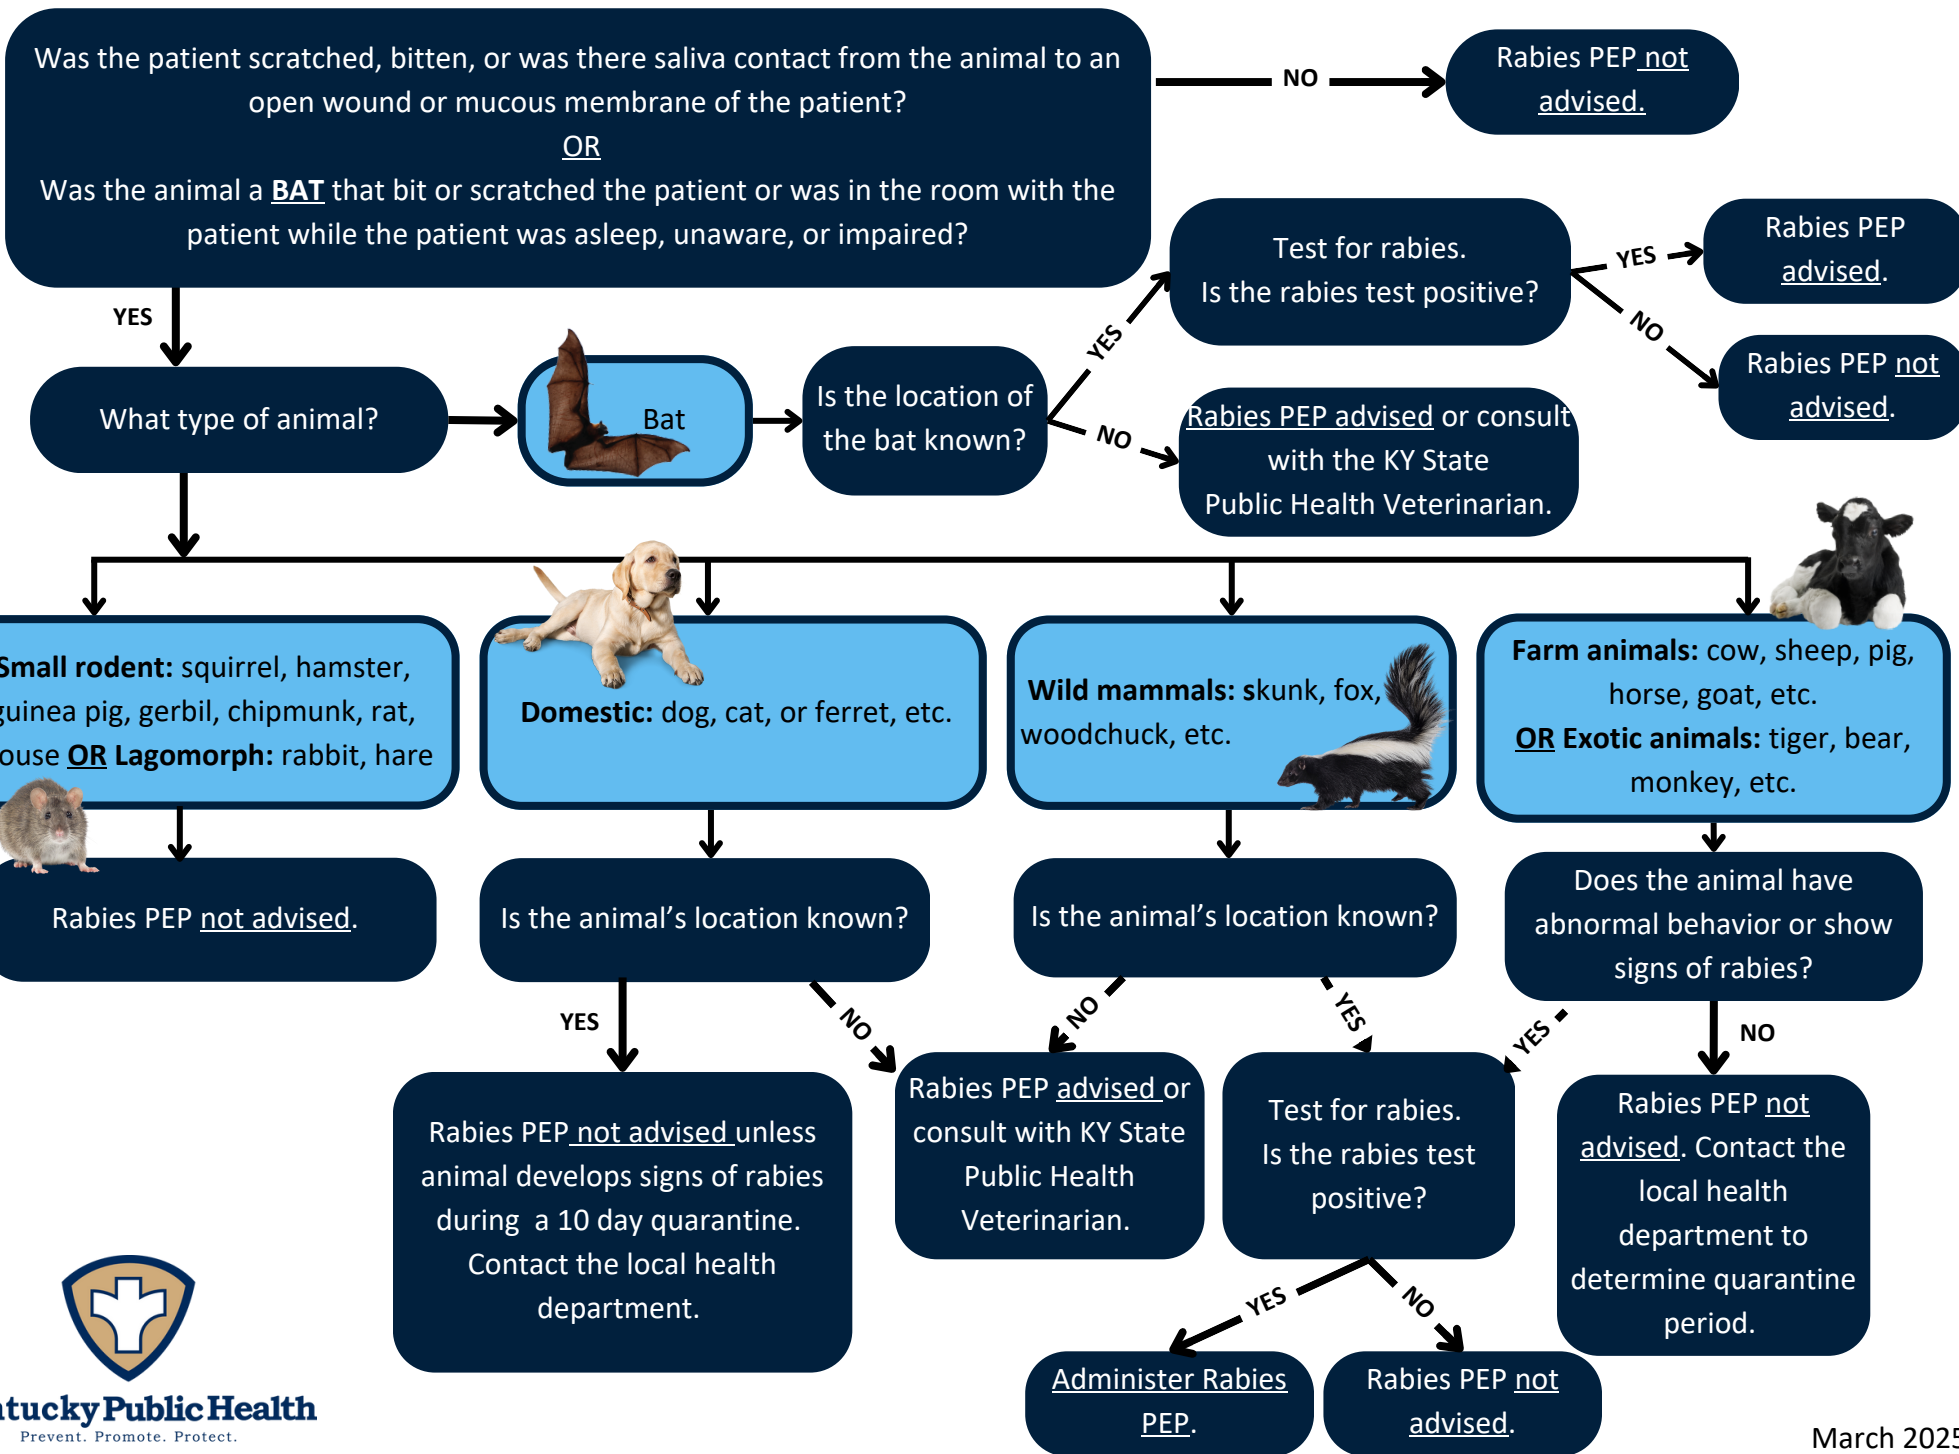 Was the patient scratched, bitten, or was there saliva contact from the animal to an
open wound or mucous membrane of the patient?
OR
Was the animal a BAT that bit or scratched the patient or was in the room with the
patient while the patient was asleep, unaware, or impaired?
NO
Rabies PEP not
advised.
YES
What type of animal?
Bat
Is the location of
the bat known?
YES
Test for rabies.
Is the rabies test positive?
YES
Rabies PEP
advised.
NO
Rabies PEP not
advised.
NO
Rabies PEP advised or consult
with the KY State
Public Health Veterinarian.
Small rodent: squirrel, hamster,
guinea pig, gerbil, chipmunk, rat,
ouse OR Lagomorph: rabbit, hare
Rabies PEP not advised.
Domestic: dog, cat, or ferret, etc.
Is the animal's location known?
YES
Rabies PEP not advised unless
animal develops signs of rabies
during a 10 day quarantine.
Contact the local health
department.
NO
Rabies PEP advised or
consult with KY State
Public Health
Veterinarian.
Wild mammals: skunk, fox,
woodchuck, etc.
Is the animal's location known?
NO
YES
Test for rabies.
Is the rabies test
positive?
YES
Administer Rabies
PEP.
NO
Rabies PEP not
advised.
Farm animals: cow, sheep, pig,
horse, goat, etc.
OR Exotic animals: tiger, bear,
monkey, etc.
Does the animal have
abnormal behavior or show
signs of rabies?
YES
NO
Rabies PEP not
advised. Contact the
local health
department to
determine quarantine
period.
ntucky Public Health
Prevent. Promote. Protect.
March 2025